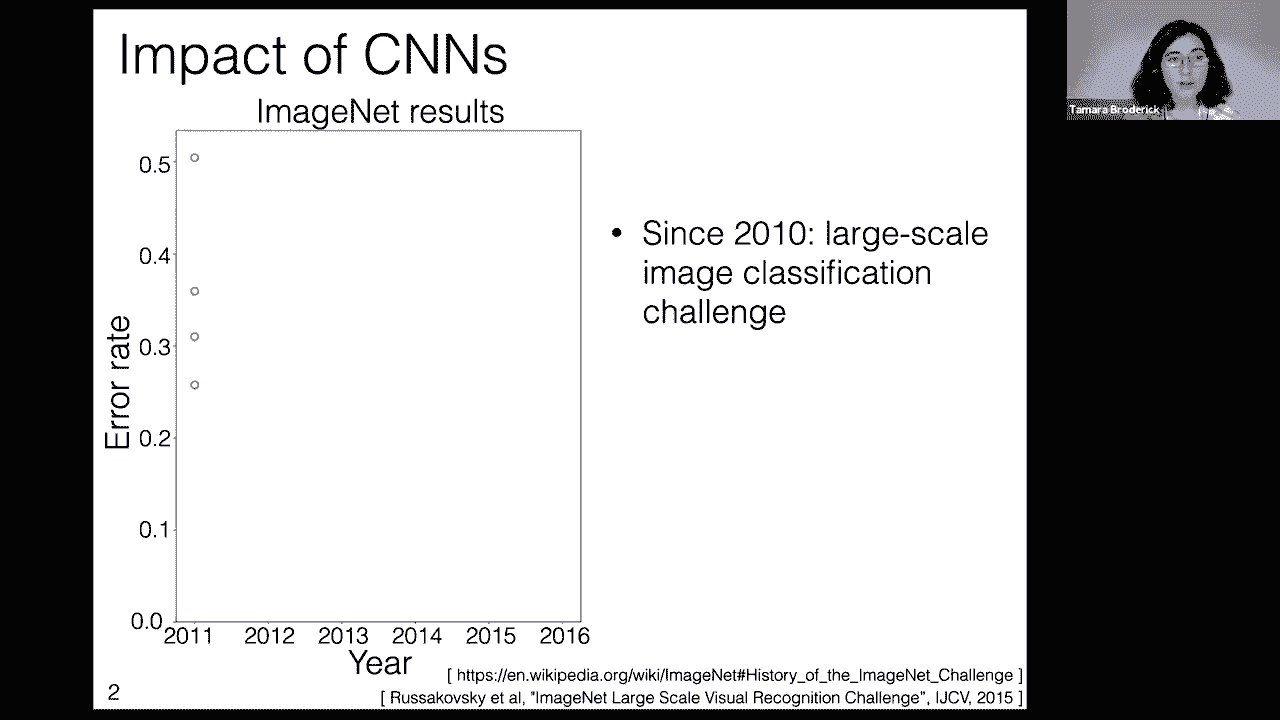 Impact of CNNs
ImageNet results
Error rate
0.5
0.4
0.3
0.2
0.1
0.0
2011 2012 2013 2014 2015 2016
Year
• Since 2010: large-scale
image classification
challenge
[ https://en.wikipedia.org/wiki/ImageNet#History_of_the_ImageNet_Challenge ]
[ Russakovsky et al, "ImageNet Large Scale Visual Recognition Challenge", IJCV, 2015 ]
2
Tamara Broderick